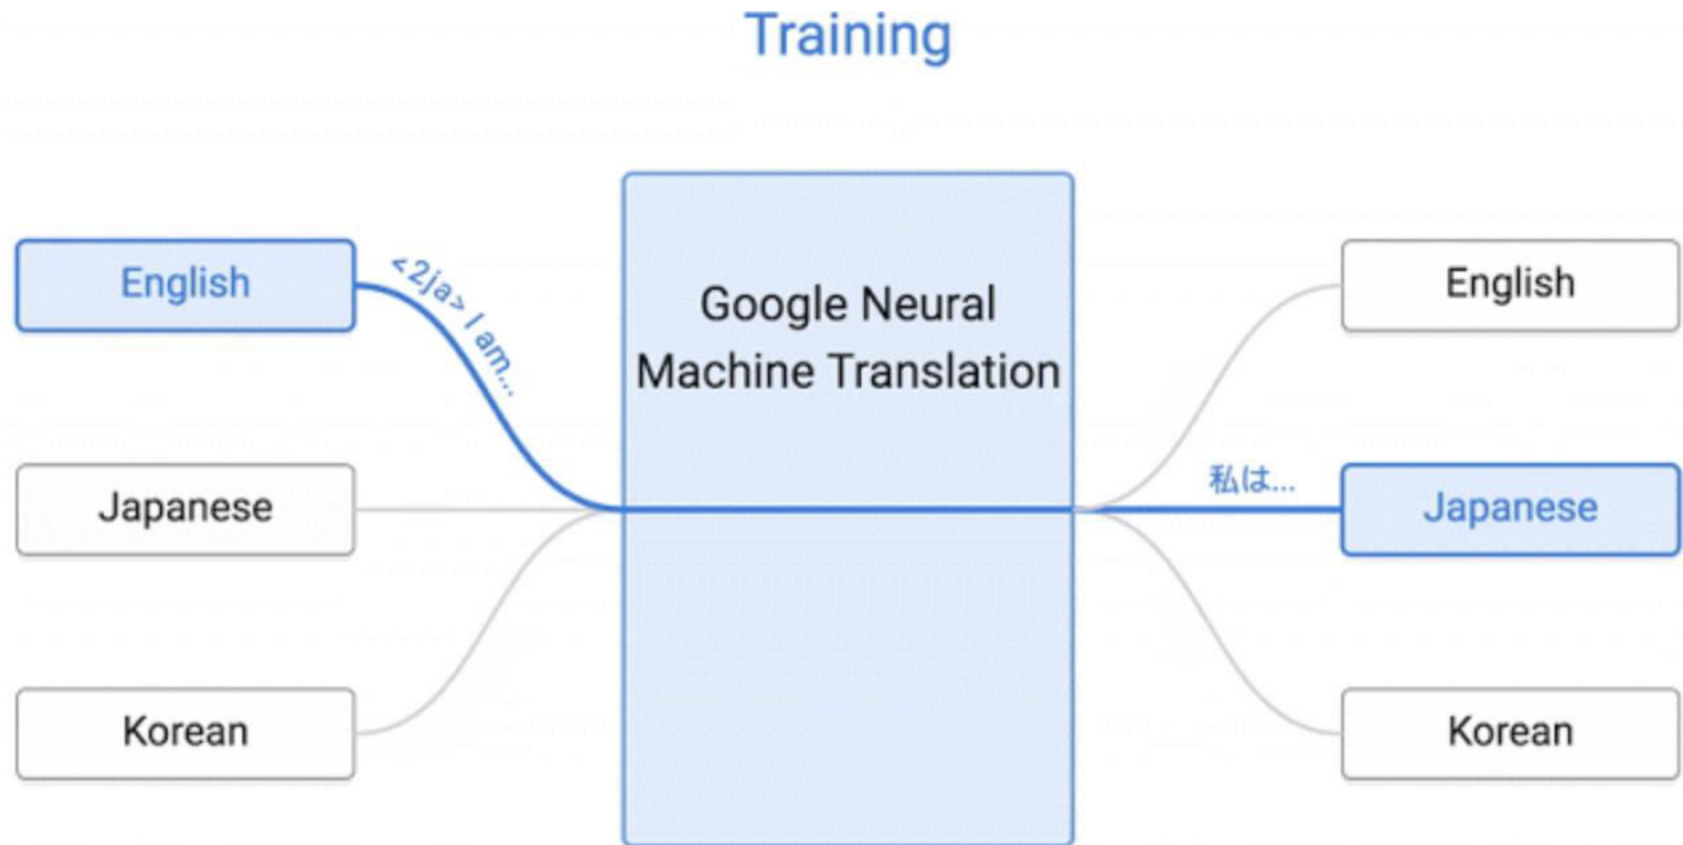 Training
English
<2ja> I am...
Japanese
Korean
Google Neural
Machine Translation
English
私は...
Japanese
Korean